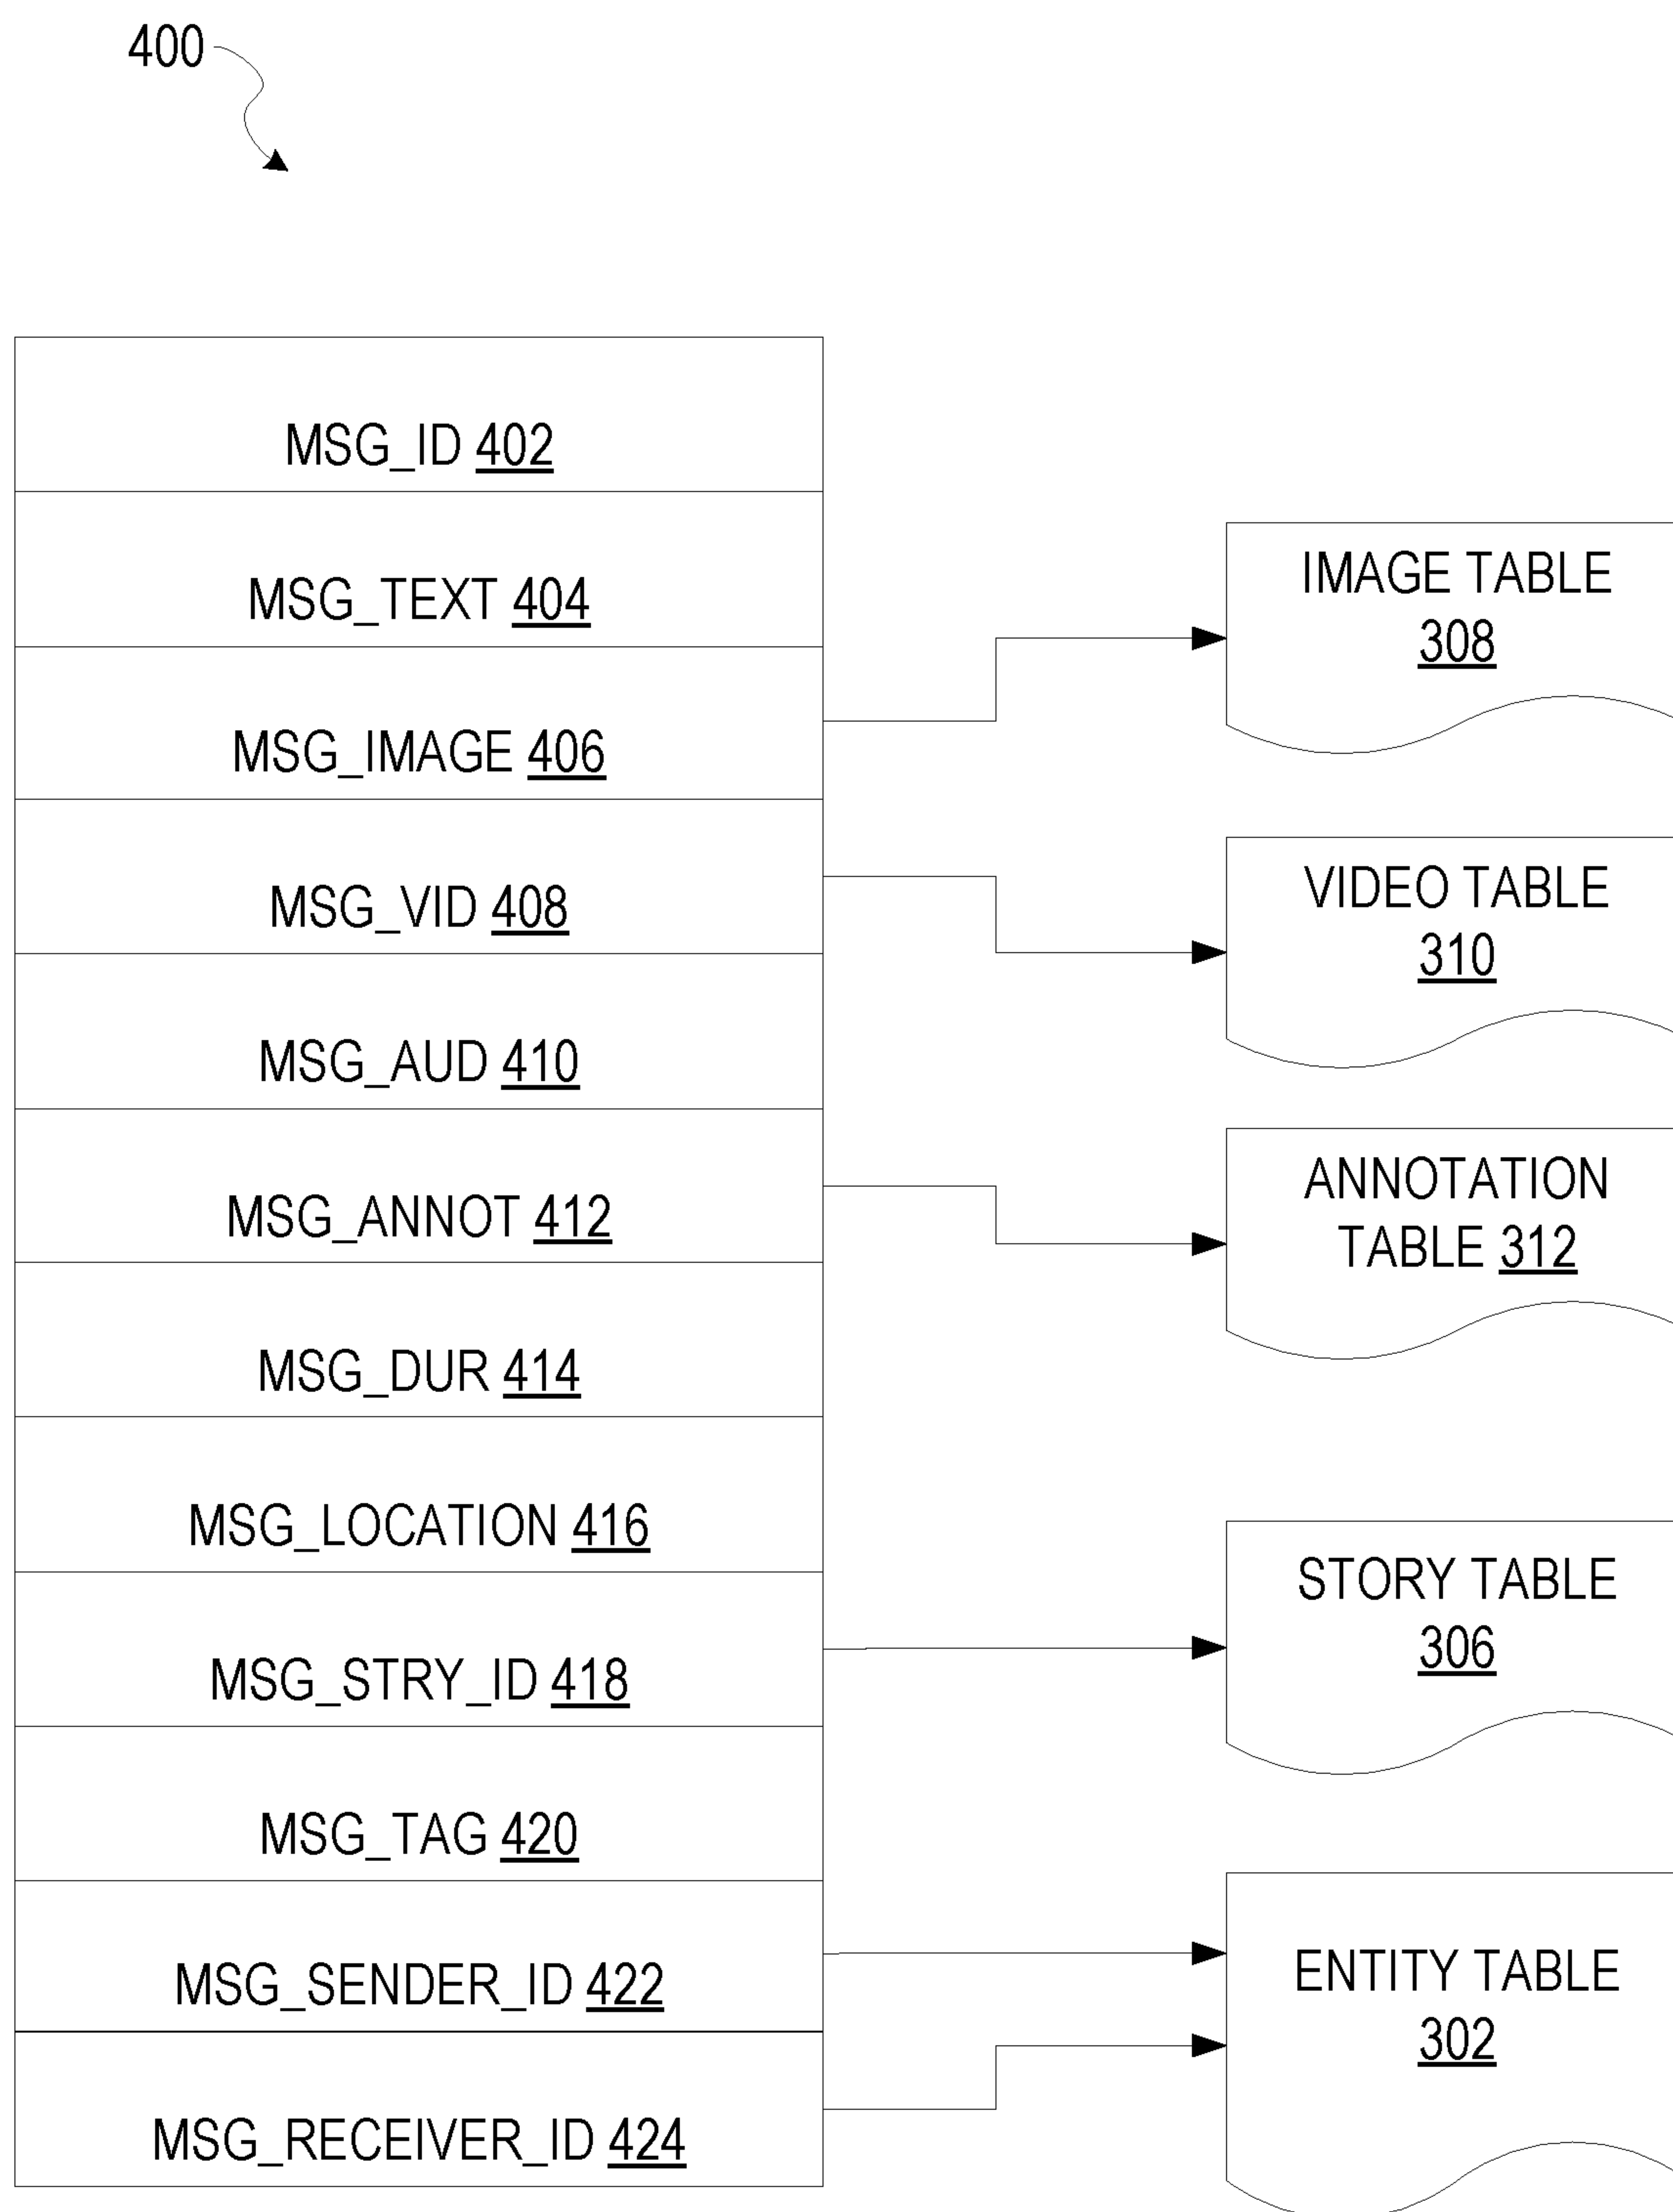 400
MSG_ID 402
MSG_TEXT 404
MSG_IMAGE 406
MSG_VID 408
MSG_AUD 410
MSG_ANNOT 412
MSG_DUR 414
MSG_LOCATION 416
MSG_STRY_ID 418
MSG_TAG 420
MSG_SENDER_ID 422
MSG_RECEIVER_ID 424
IMAGE TABLE
308
VIDEO TABLE
310
ANNOTATION
TABLE 312
STORY TABLE
306
ENTITY TABLE
302